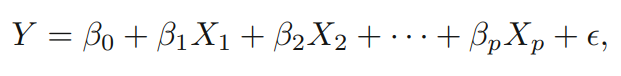 Y = β₀ + β₁X₁ + β₂X₂ + ⋯ + βₚXₚ + ϵ,